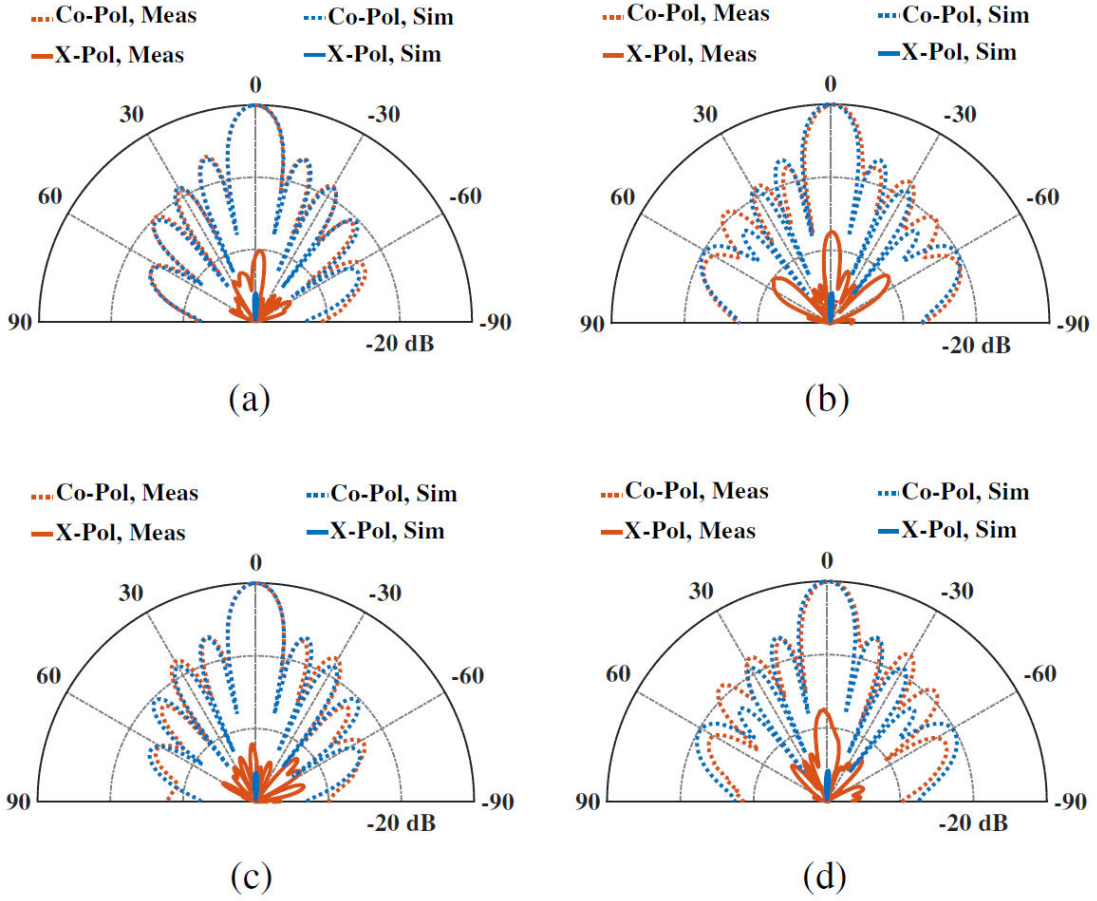 Co-Pol, Meas Co-Pol, Sim
X-Pol, Meas X-Pol, Sim
0
30 -30
60 -60
90 -90
-20 dB
(a)
Co-Pol, Meas Co-Pol, Sim
X-Pol, Meas X-Pol, Sim
0
30 -30
60 -60
90 -90
-20 dB
(b)
Co-Pol, Meas Co-Pol, Sim
X-Pol, Meas X-Pol, Sim
0
30 -30
60 -60
90 -90
-20 dB
(c)
Co-Pol, Meas Co-Pol, Sim
X-Pol, Meas X-Pol, Sim
0
30 -30
60 -60
90 -90
-20 dB
(d)